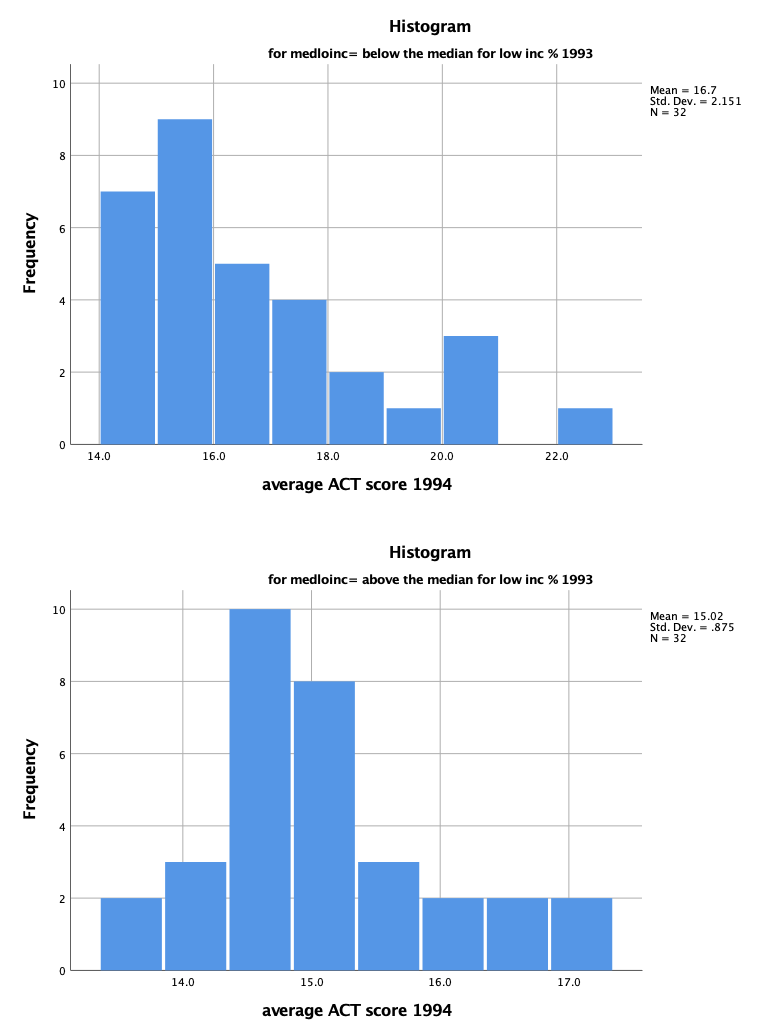 Histogram
for medloinc= below the median for low inc % 1993
Mean = 16.7
Std. Dev. = 2.151
N = 32
10
8
6
4
2
0
Frequency
14.0 16.0 18.0 20.0 22.0
average ACT score 1994
Histogram
for medloinc= above the median for low inc % 1993
Mean = 15.02
Std. Dev. = .875
N = 32
10
8
6
4
2
0
Frequency
14.0 15.0 16.0 17.0
average ACT score 1994